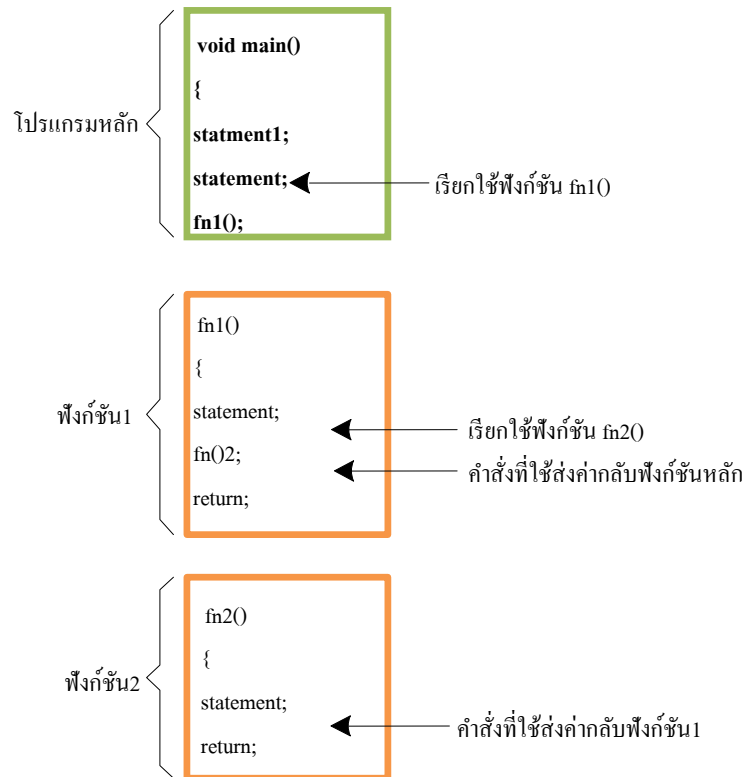 void main()
{
โปรแกรมหลัก
statment1;
statement;
เรียกใช้ฟังก์ชัน fn1()
fn1();
fn1()
{
ฟังก์ชัน1
statement;
เรียกใช้ฟังก์ชัน fn2()
fn()2;
คำสั่งที่ใช้ส่งค่ากลับฟังก์ชันหลัก
return;
fn2()
{
ฟังก์ชัน2
statement;
คำสั่งที่ใช้ส่งค่ากลับฟังก์ชัน1
return;